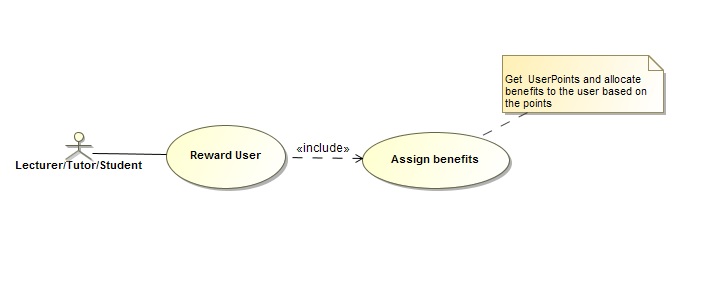 Get UserPoints and allocate
benefits to the user based on
the points
«include»
Reward User
Assign benefits
Lecturer/Tutor/Student